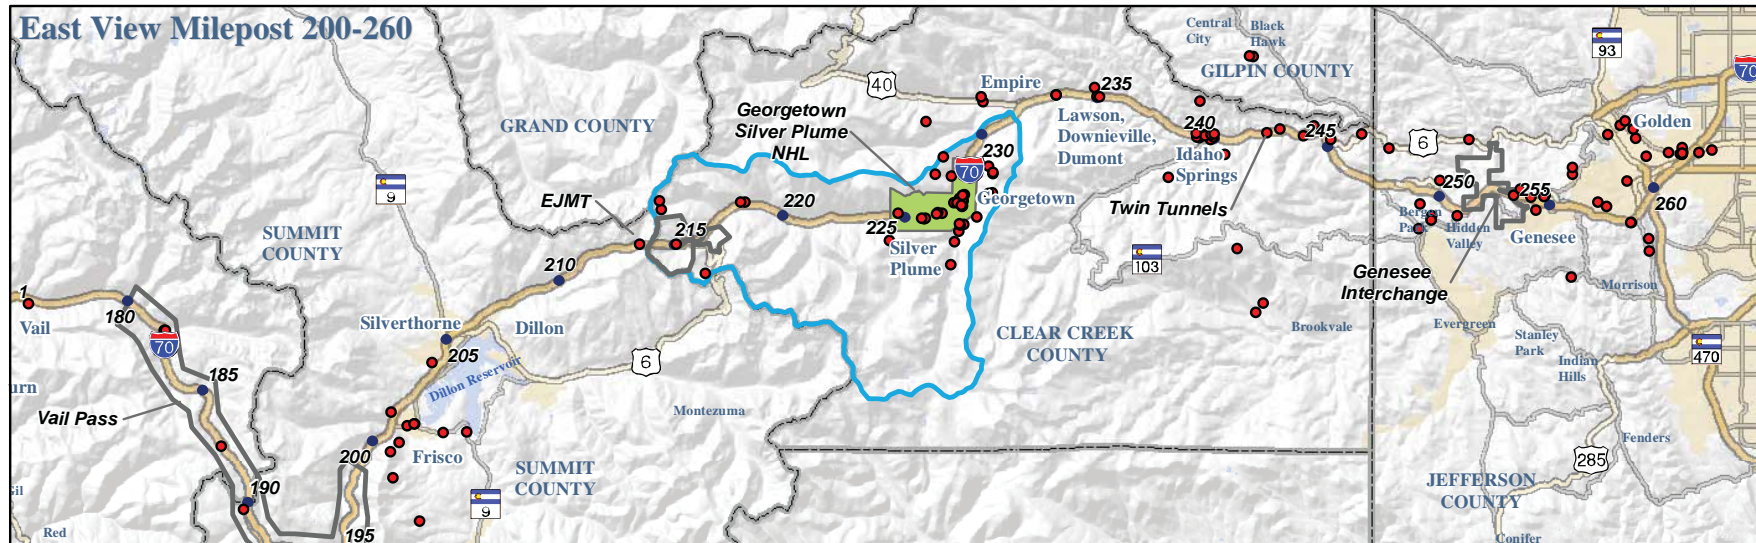 East View Milepost 200-260
Central
City
Black
Hawk
93
70
GILPIN COUNTY
40
Empire
235
Georgetown
Silver Plume
NHL
GRAND COUNTY
Lawson,
Downieville,
Dumont
240
245
6
Golden
230
70
Idaho
Springs
9
EJMT
220
Georgetown
250
255
260
Twin Tunnels
SUMMIT
COUNTY
215
225
Silver
Plume
Bergen
Park
Hidden
Valley
Genesee
210
103
Genesee
Interchange
Morrison
1
180
Vail
Silverthorne
Dillon
CLEAR CREEK
COUNTY
Brookvale
Evergreen
Stanley
Park
70
205
6
470
Indian
Hills
185
Dillon Reservoir
urn
Vail Pass
Montezuma
200
Frisco
Fenders
285
SUMMIT
COUNTY
JEFFERSON
COUNTY
190
gil
9
Red
195
Conifer